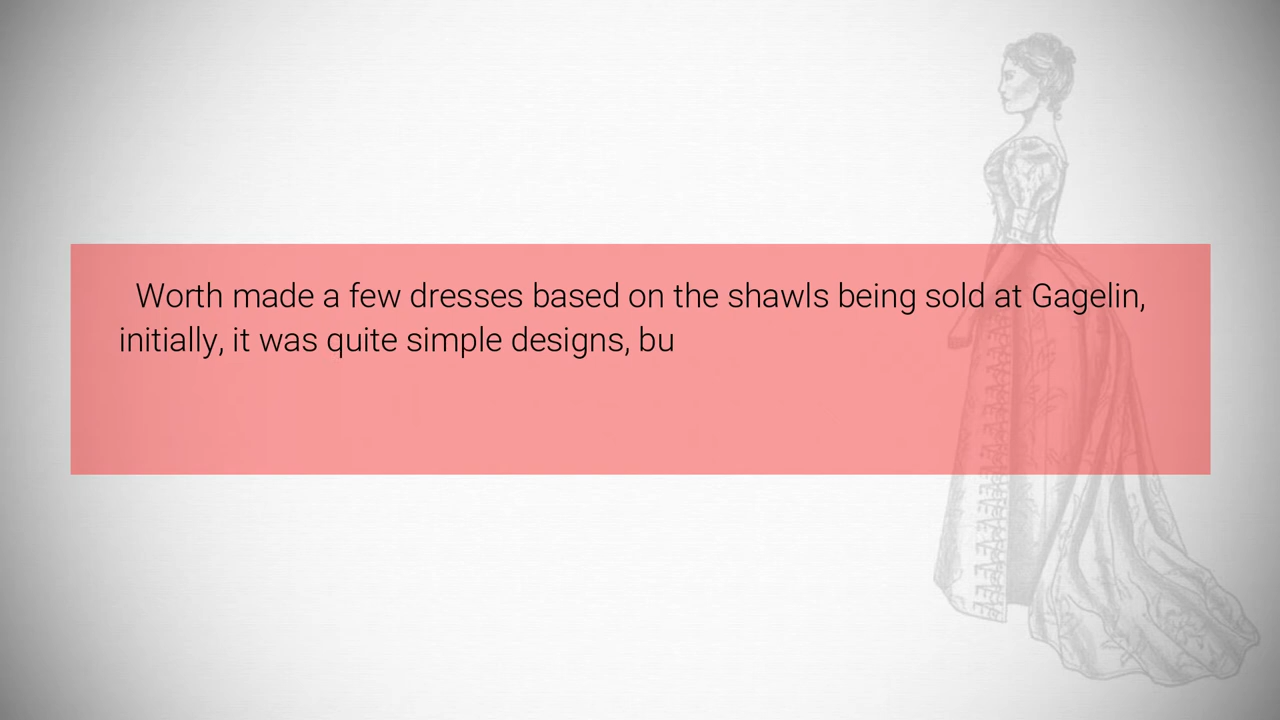 Worth made a few dresses based on the shawls being sold at Gagelin,
initially, it was quite simple designs, bu